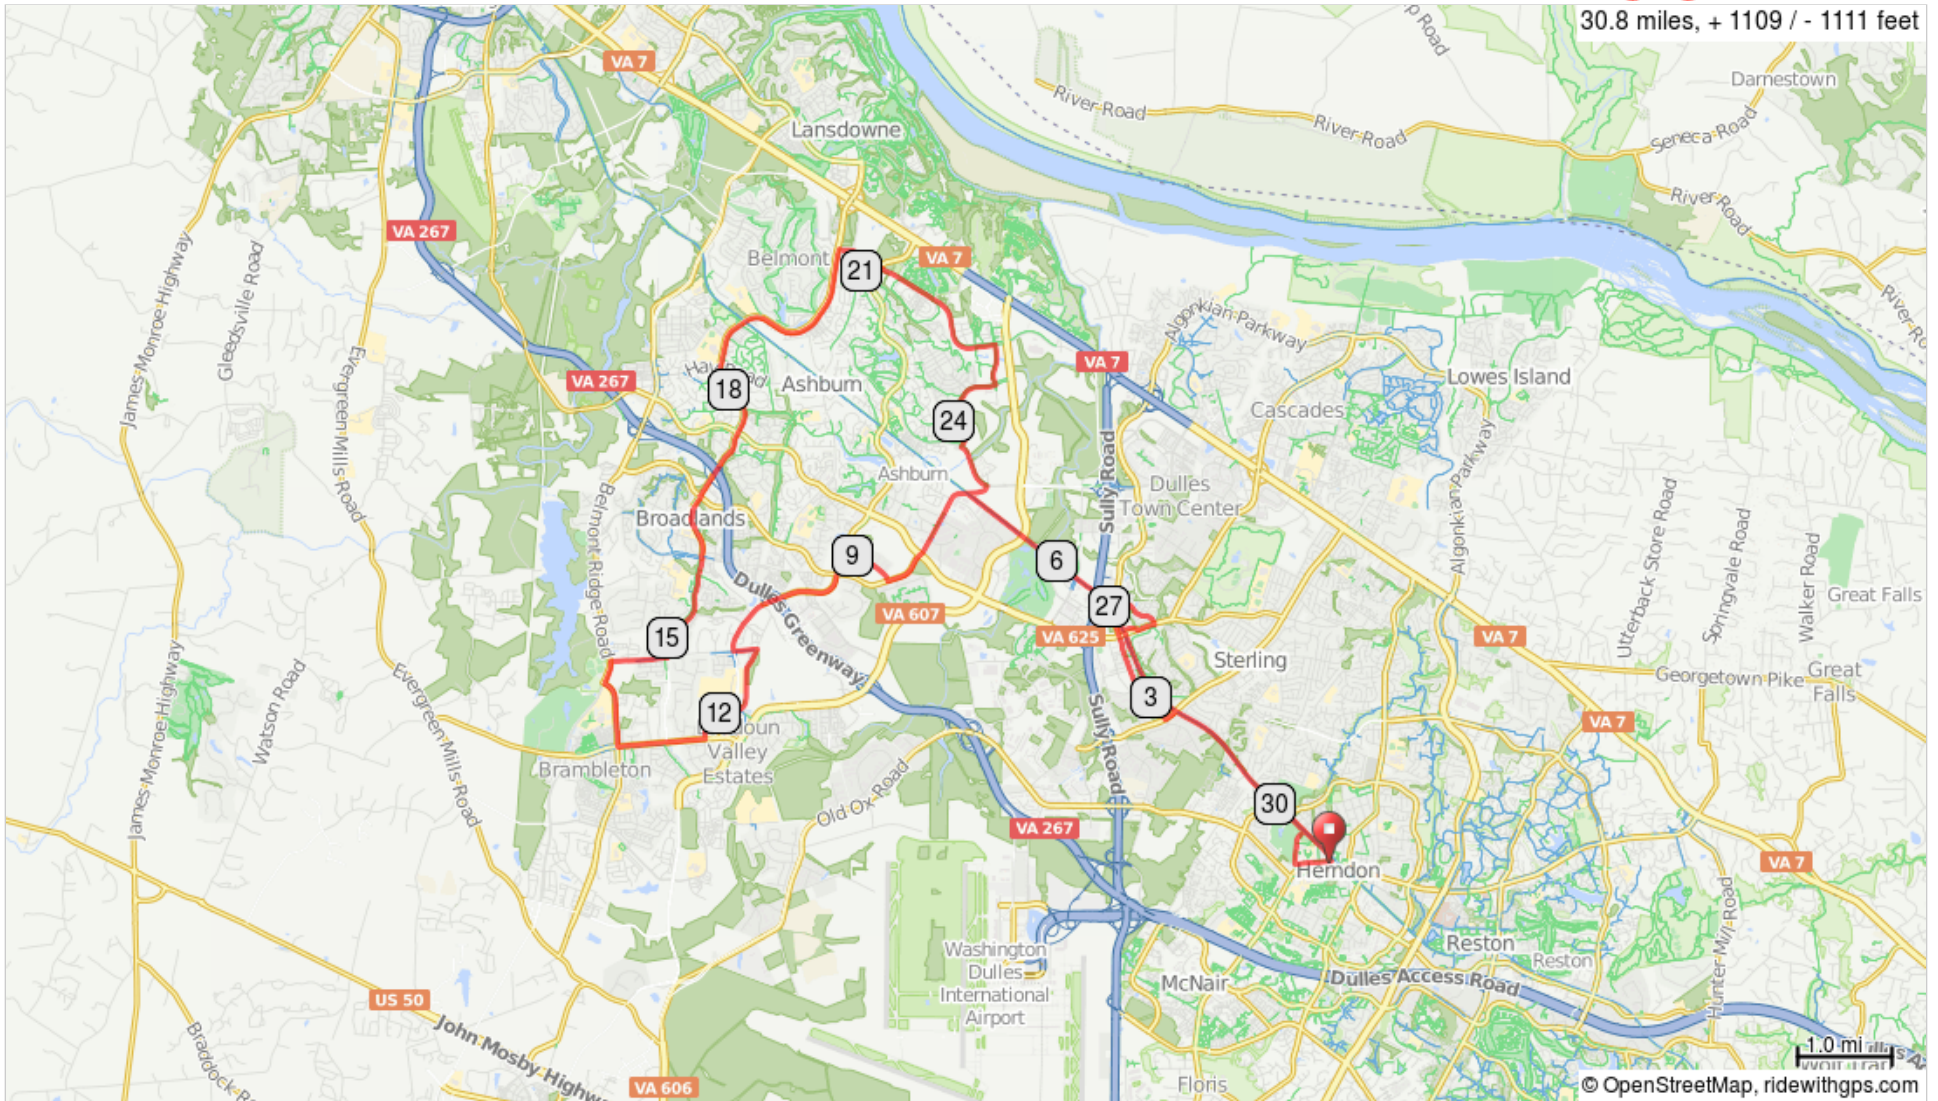 30.8 miles, + 1109 / - 1111 feet
VA 7
Darnestown
River Road
River Road
Seneca Road
Lansdowne
River Road
VA 267
James Monroe Highway
Gleedsville Road
Belmont
21
VA 7
Algonkian Parkway
Evergreen Mills Road
VA 267
18
Ashburn
VA 7
Lowes Island
Cascades
24
Sully Road
Algonkian Parkway
Ashburn
Dulles
Town Center
Belmont Ridge Road
Broadlands
9
6
Dulles Greenway
27
VA 607
VA 625
VA 7
Utterback Store Road
Springvale Road
Walker Road
Great Falls
15
Sterling
Georgetown Pike
Great
Falls
James Monroe Highway
Watson Road
Evergreen Mills Road
12
3
Sully Road
VA 7
Valley
Estates
Brambleton
Old Ox Road
30
VA 267
Herndon
VA 7
Washington
Dulles
International
Airport
McNair
Reston
Reston
Hunter Mill Road
Dulles Access Road
US 50
John Mosby Highw
Braddock R
VA 606
Floris
1.0 mi
© OpenStreetMap, ridewithgps.com